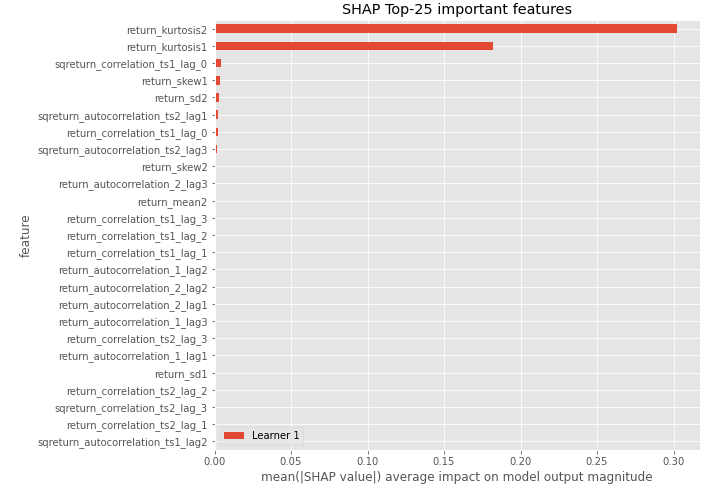 SHAP Top-25 important features
return_kurtosis2
return_kurtosis1
sqreturn_correlation_ts1_lag_0
return_skew1
return_sd2
sqreturn_autocorrelation_ts2_lag1
return_correlation_ts1_lag_0
sqreturn_autocorrelation_ts2_lag3
return_skew2
return_autocorrelation_2_lag3
return_mean2
return_correlation_ts1_lag_3
return_correlation_ts1_lag_2
return_correlation_ts1_lag_1
return_autocorrelation_1_lag2
return_autocorrelation_2_lag2
return_autocorrelation_2_lag1
return_autocorrelation_1_lag3
return_correlation_ts2_lag_3
return_autocorrelation_1_lag1
return_sd1
return_correlation_ts2_lag_2
sqreturn_correlation_ts2_lag_3
return_correlation_ts2_lag_1
sqreturn_autocorrelation_ts1_lag2
feature
Learner 1
0.00 0.05 0.10 0.15 0.20 0.25 0.30
mean(|SHAP value|) average impact on model output magnitude